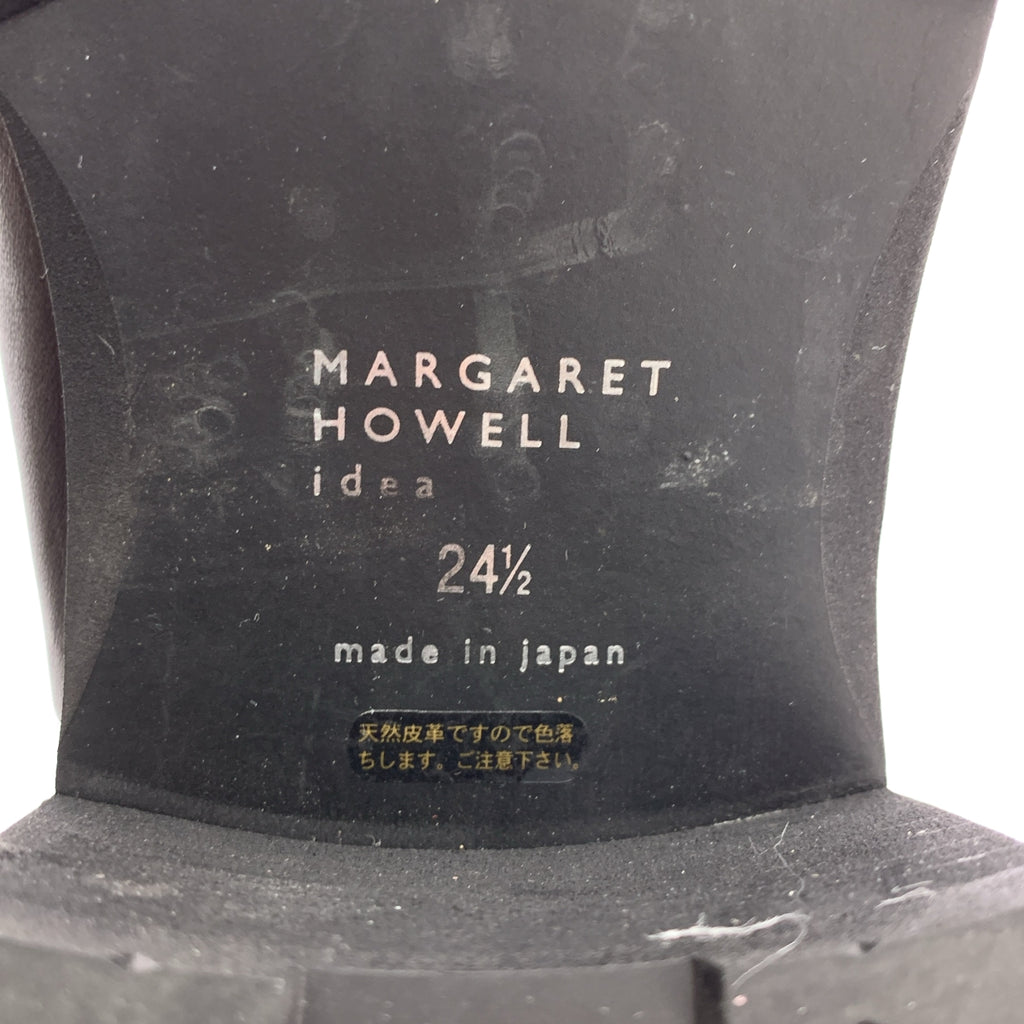 MARGARET
HOWELL
idea
24½
made in japan
天然皮革ですので色落
ちします。ご注意下さい。